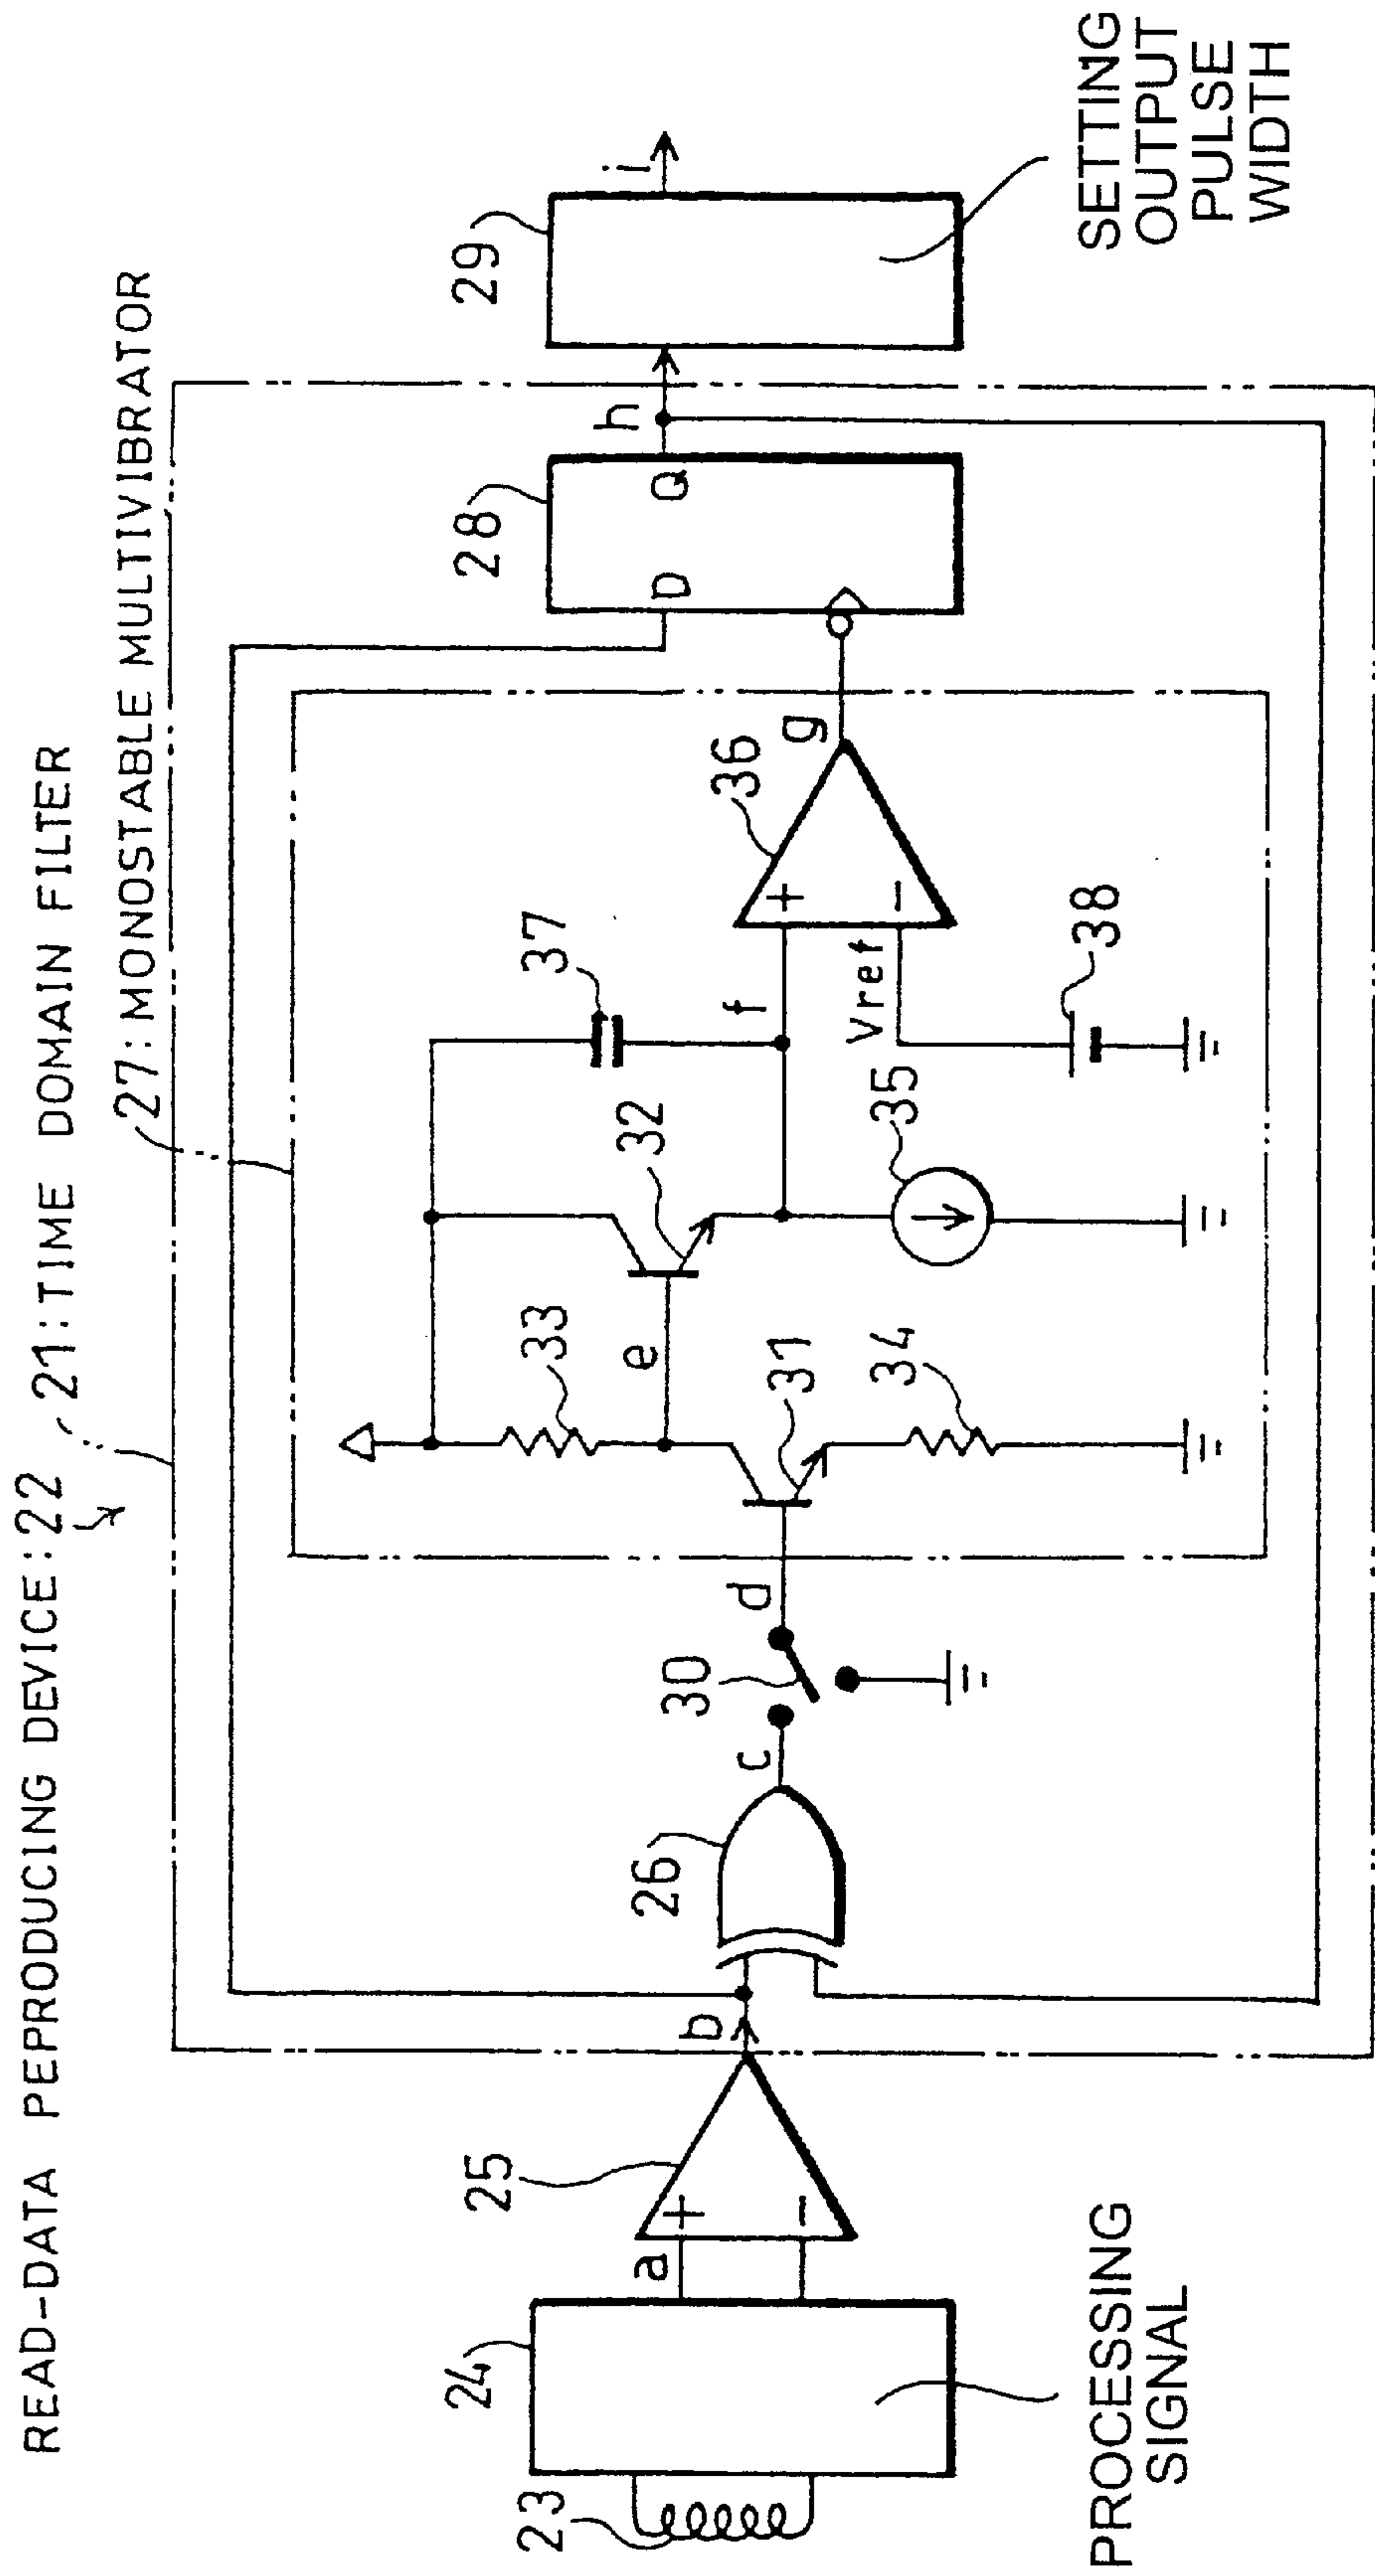 READ-DATA PEPRODUCING DEVICE:22
21:TIME DOMAIN FILTER
27:MONOSTABLE MULTIVIBRATOR
23
24
a
+
−
25
b
26
c
30
d
31
33
e
34
32
37
f
35
Vref
38
36
+
−
g
28
D
Q
h
29
i
PROCESSING
SIGNAL
SETTING
OUTPUT
PULSE
WIDTH